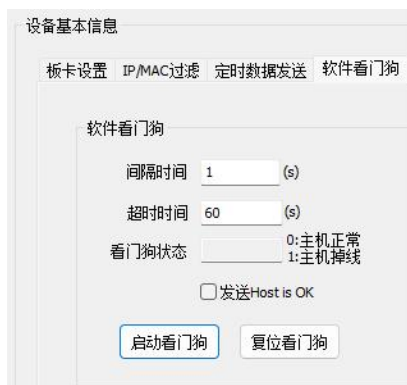 设备基本信息
板卡设置 IP/MAC过滤 定时数据发送 软件看门狗
软件看门狗
间隔时间 1 (s)
超时时间 60 (s)
看门狗状态 0:主机正常
1:主机掉线
发送Host is OK
启动看门狗 复位看门狗